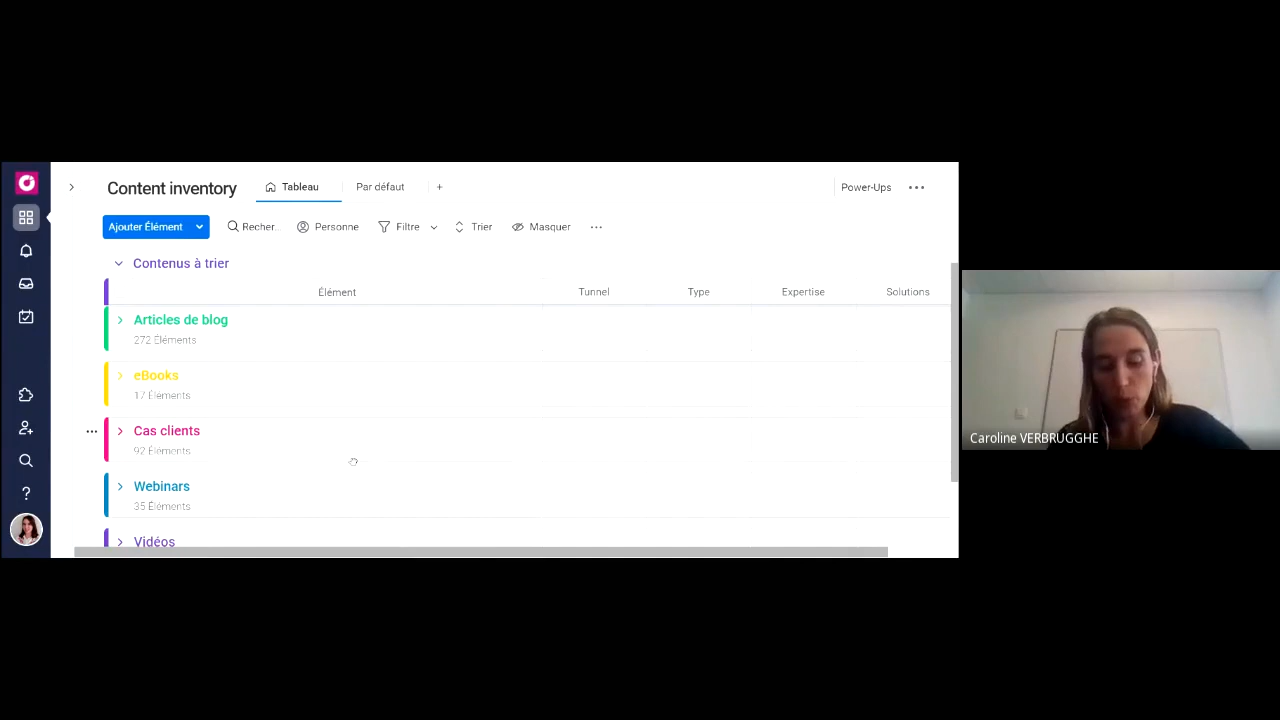 Content inventory
Tableau
Par défaut
+
Power-Ups
Ajouter Élément
Recher...
Personne
Filtre
Trier
Masquer
Contenus à trier
Élément
Tunnel
Type
Expertise
Solutions
Articles de blog
272 Éléments
eBooks
17 Éléments
Cas clients
92 Éléments
Webinars
35 Éléments
Vidéos
Caroline VERBRUGGHE